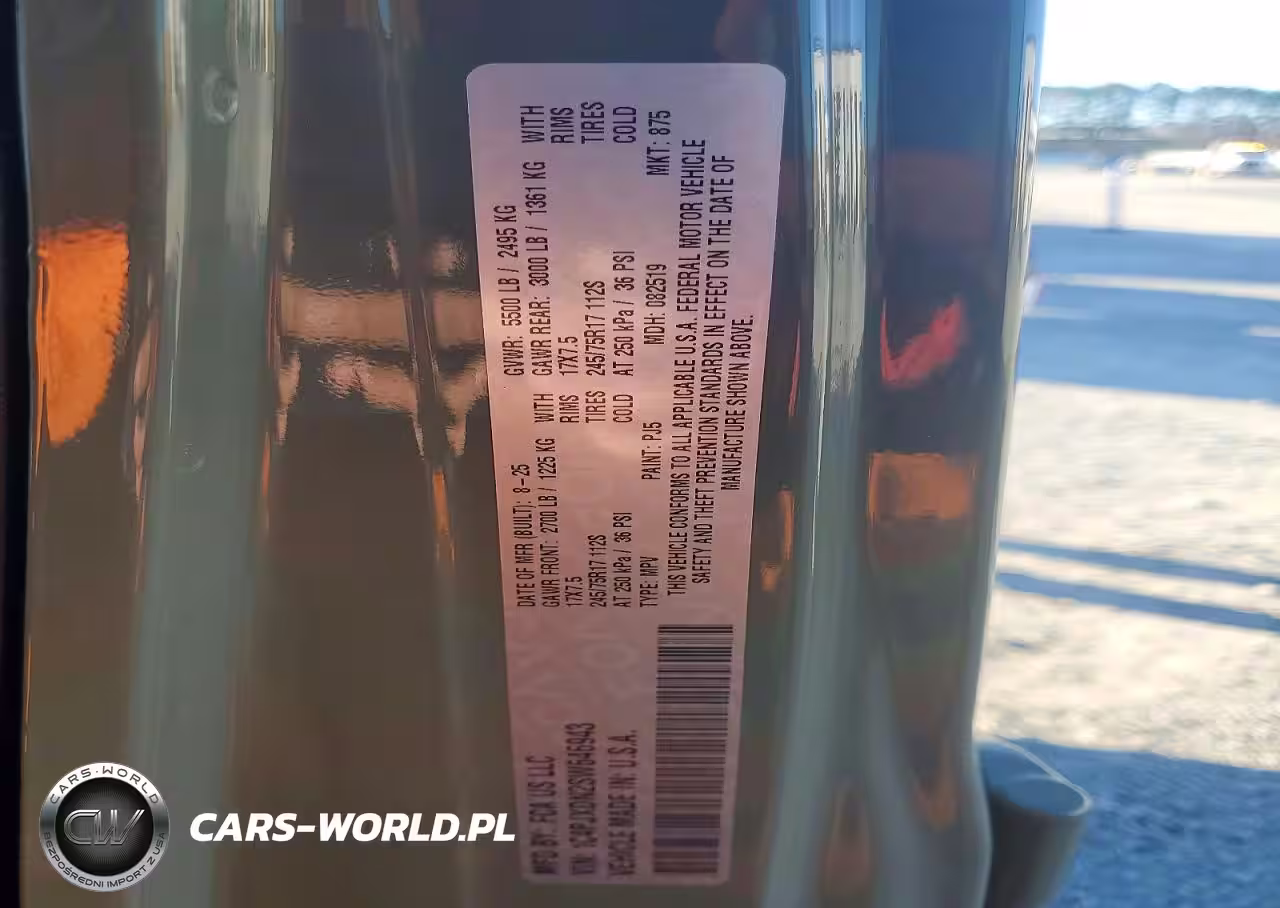 MFD BY: FCA US LLC
DATE OF MFR (BUILT): 8-25
GVWR: 5500 LB / 2495 KG
GAWR FRONT: 2700 LB / 1225 KG WITH
GAWR REAR: 3000 LB / 1361 KG WITH
17X7.5 RIMS
17X7.5 RIMS
245/75R17 112S TIRES
245/75R17 112S TIRES
AT 250 kPa / 36 PSI COLD
AT 250 kPa / 36 PSI COLD
VIN: 1C4PJXDN2SW646943
TYPE: MPV PAINT: PJ5 MDH: 082519 MKT: 875
VEHICLE MADE IN: U.S.A.
THIS VEHICLE CONFORMS TO ALL APPLICABLE U.S.A. FEDERAL MOTOR VEHICLE
SAFETY AND THEFT PREVENTION STANDARDS IN EFFECT ON THE DATE OF
MANUFACTURE SHOWN ABOVE.
CARS-WORLD
CW
BEZPOŚREDNI IMPORT Z USA
CARS-WORLD.PL